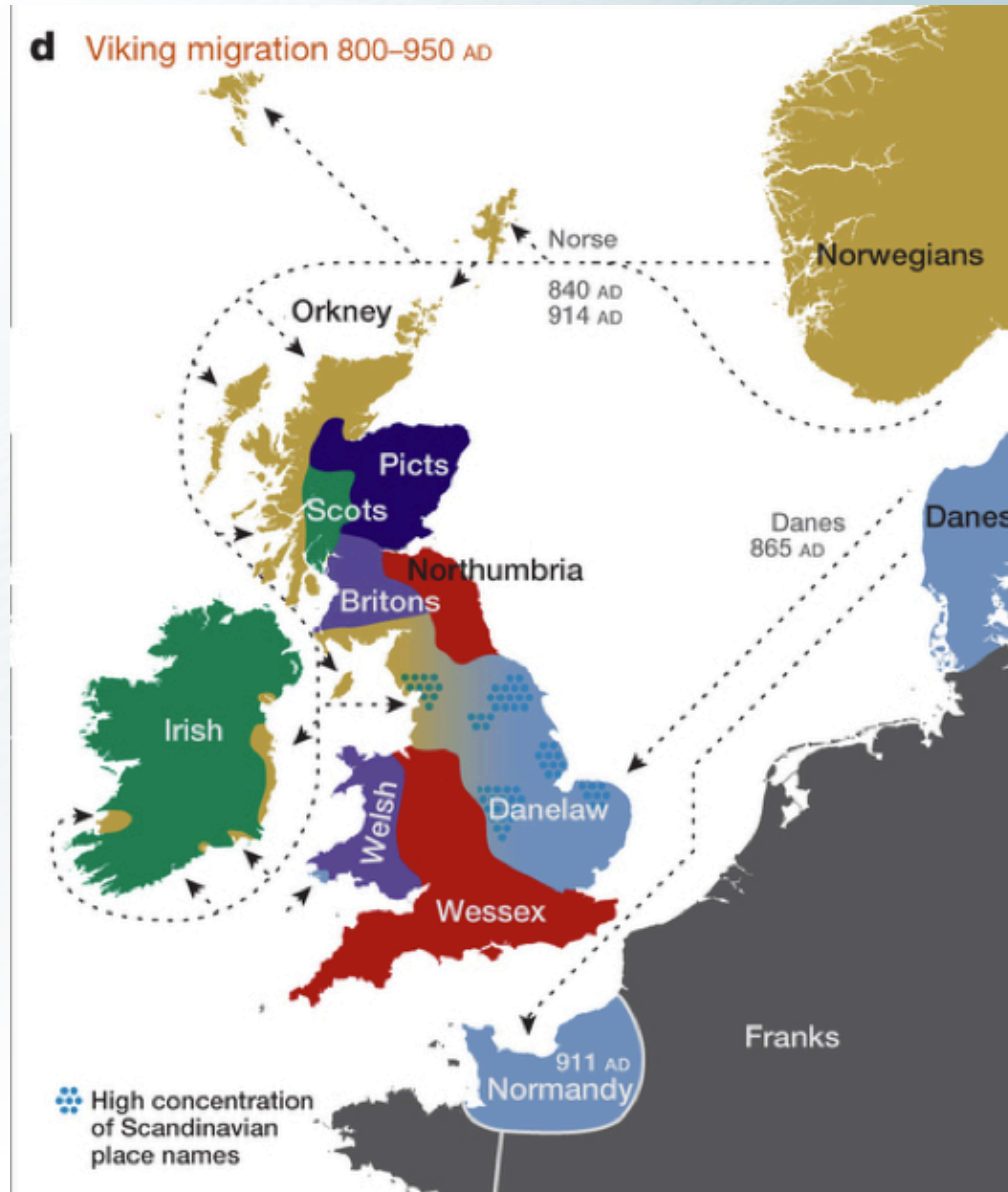 d Viking migration 800–950 AD
Norse
Norwegians
840 AD
914 AD
Orkney
Picts
Scots
Danes
865 AD
Danes
Northumbria
Britons
Irish
Welsh
Danelaw
Wessex
Franks
911 AD
Normandy
High concentration
of Scandinavian
place names